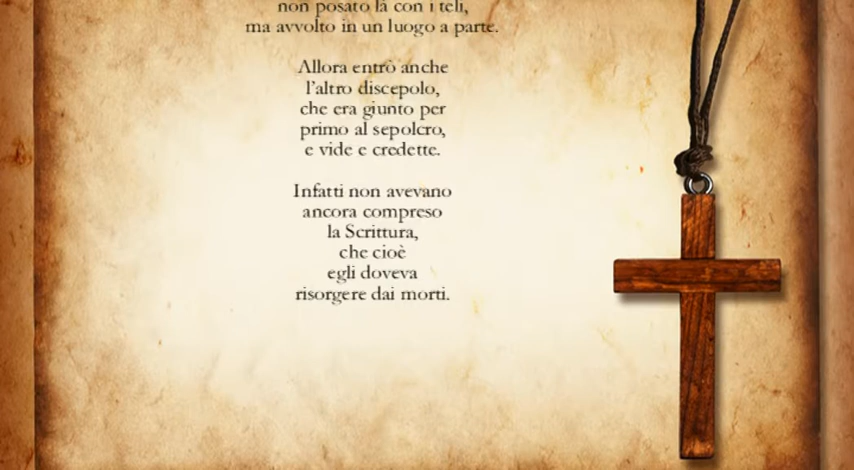 non posato là con i teli,
ma avvolto in un luogo a parte.
Allora entrò anche
l'altro discepolo,
che era giunto per
primo al sepolcro,
e vide e credette.
Infatti non avevano
ancora compreso
la Scrittura,
che cioè
egli doveva
risorgere dai morti.